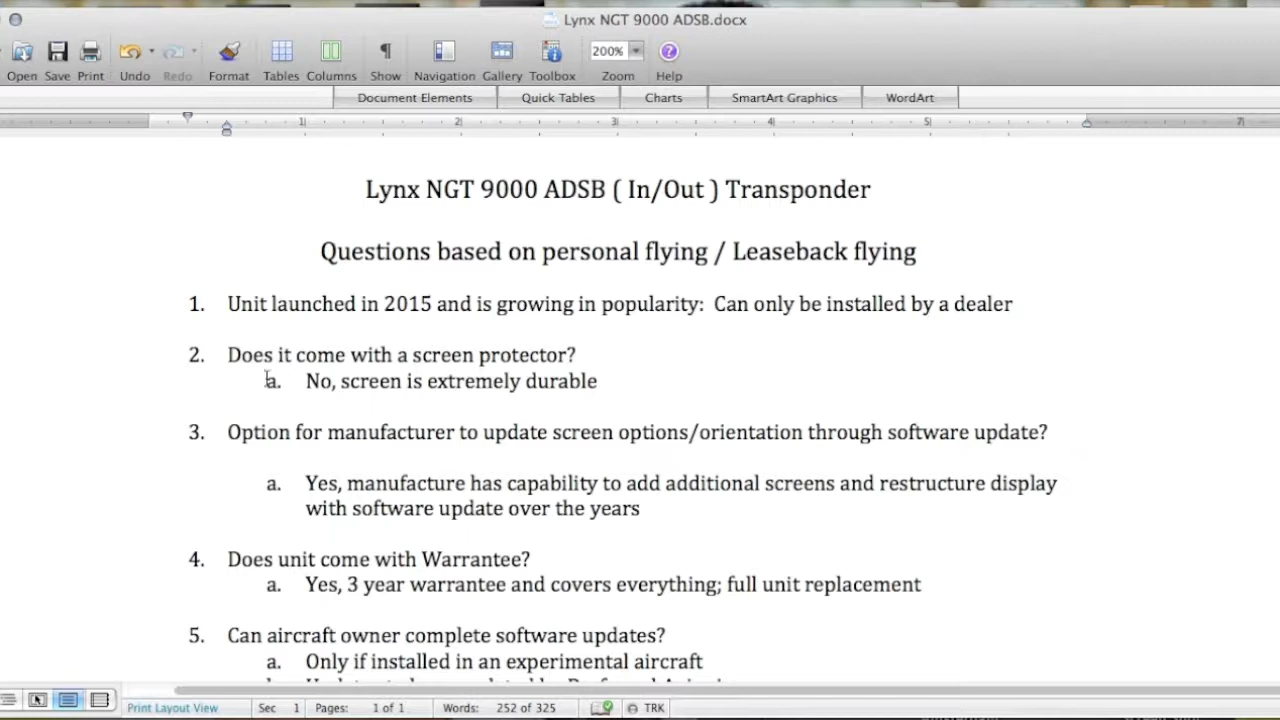 Lynx NGT 9000 ADSB.docx
Open Save Print Undo Redo Format Tables Columns Show Navigation Gallery Toolbox 200% Zoom Help
Document Elements Quick Tables Charts SmartArt Graphics WordArt
1 2 3 4 5 7
Lynx NGT 9000 ADSB ( In/Out ) Transponder
Questions based on personal flying / Leaseback flying
1. Unit launched in 2015 and is growing in popularity: Can only be installed by a dealer
2. Does it come with a screen protector?
a. No, screen is extremely durable
3. Option for manufacturer to update screen options/orientation through software update?
a. Yes, manufacture has capability to add additional screens and restructure display
with software update over the years
4. Does unit come with Warrantee?
a. Yes, 3 year warrantee and covers everything; full unit replacement
5. Can aircraft owner complete software updates?
a. Only if installed in an experimental aircraft
Print Layout View Sec 1 Pages: 1 of 1 Words: 252 of 325 TRK